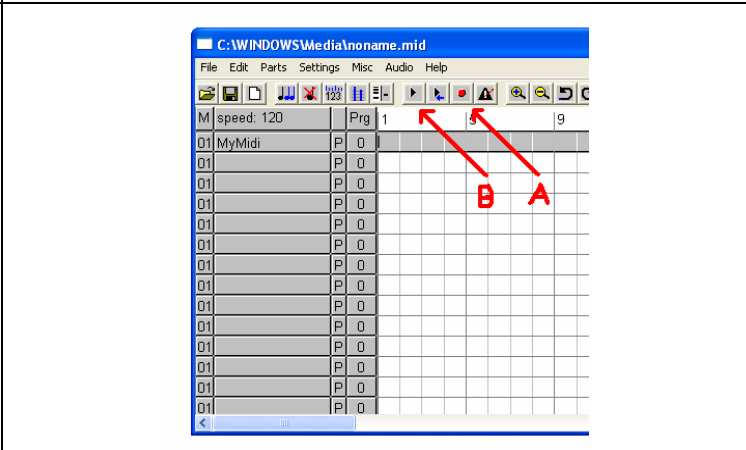 C:\WINDOWS\Media\noname.mid
File Edit Parts Settings Misc Audio Help
123
M speed: 120 Prg 1 5 9
01 MyMidi P 0
01 P 0
01 P 0
01 P 0
01 P 0
01 P 0
01 P 0
01 P 0
01 P 0
01 P 0
01 P 0
01 P 0
01 P 0
01 P 0
B A